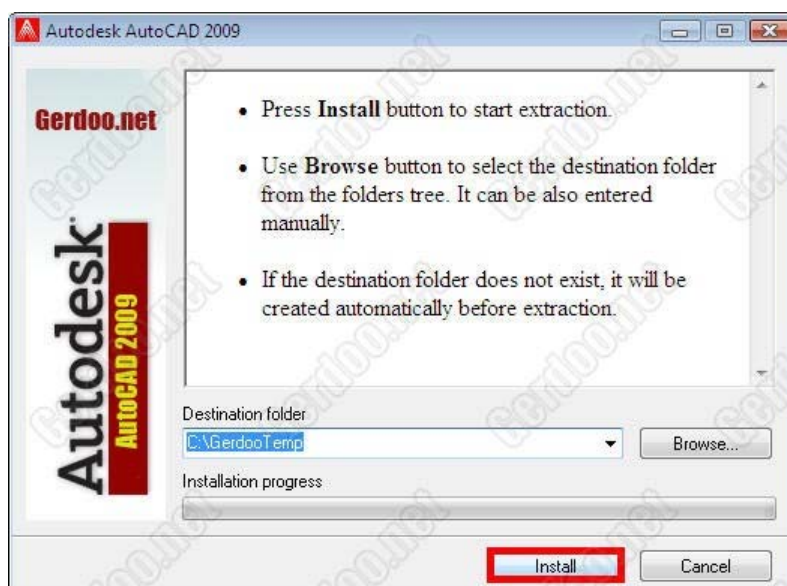 Autodesk AutoCAD 2009
Gerdoo.net
Autodesk
AutoCAD 2009
• Press Install button to start extraction.
• Use Browse button to select the destination folder
from the folders tree. It can be also entered
manually.
• If the destination folder does not exist, it will be
created automatically before extraction.
Destination folder
C:\GerdooTemp
Browse...
Installation progress
Install
Cancel